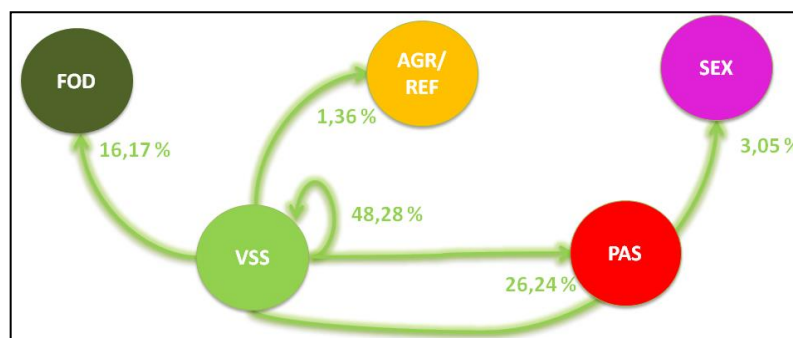 FOD
AGR/
REF
SEX
16,17 %
1,36 %
3,05 %
48,28 %
VSS
PAS
26,24 %